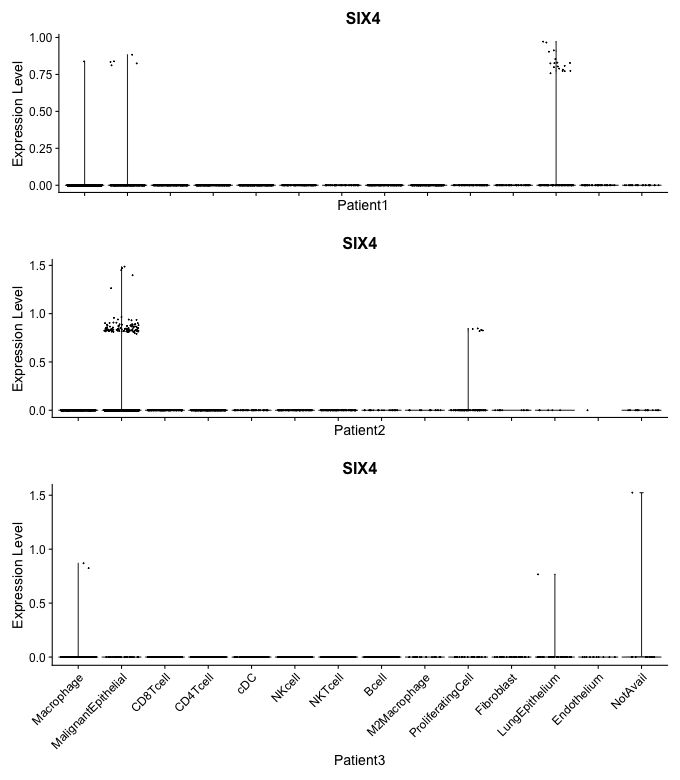 SIX4
Expression Level
1.00
0.75
0.50
0.25
0.00
Patient1
SIX4
Expression Level
1.5
1.0
0.5
0.0
Patient2
SIX4
Expression Level
1.5
1.0
0.5
0.0
Macrophage
MalignantEpithelial
CD8Tcell
CD4Tcell
cDC
NKcell
NKTcell
Bcell
M2Macrophage
ProliferatingCell
Fibroblast
LungEpithelium
Endothelium
NotAvail
Patient3